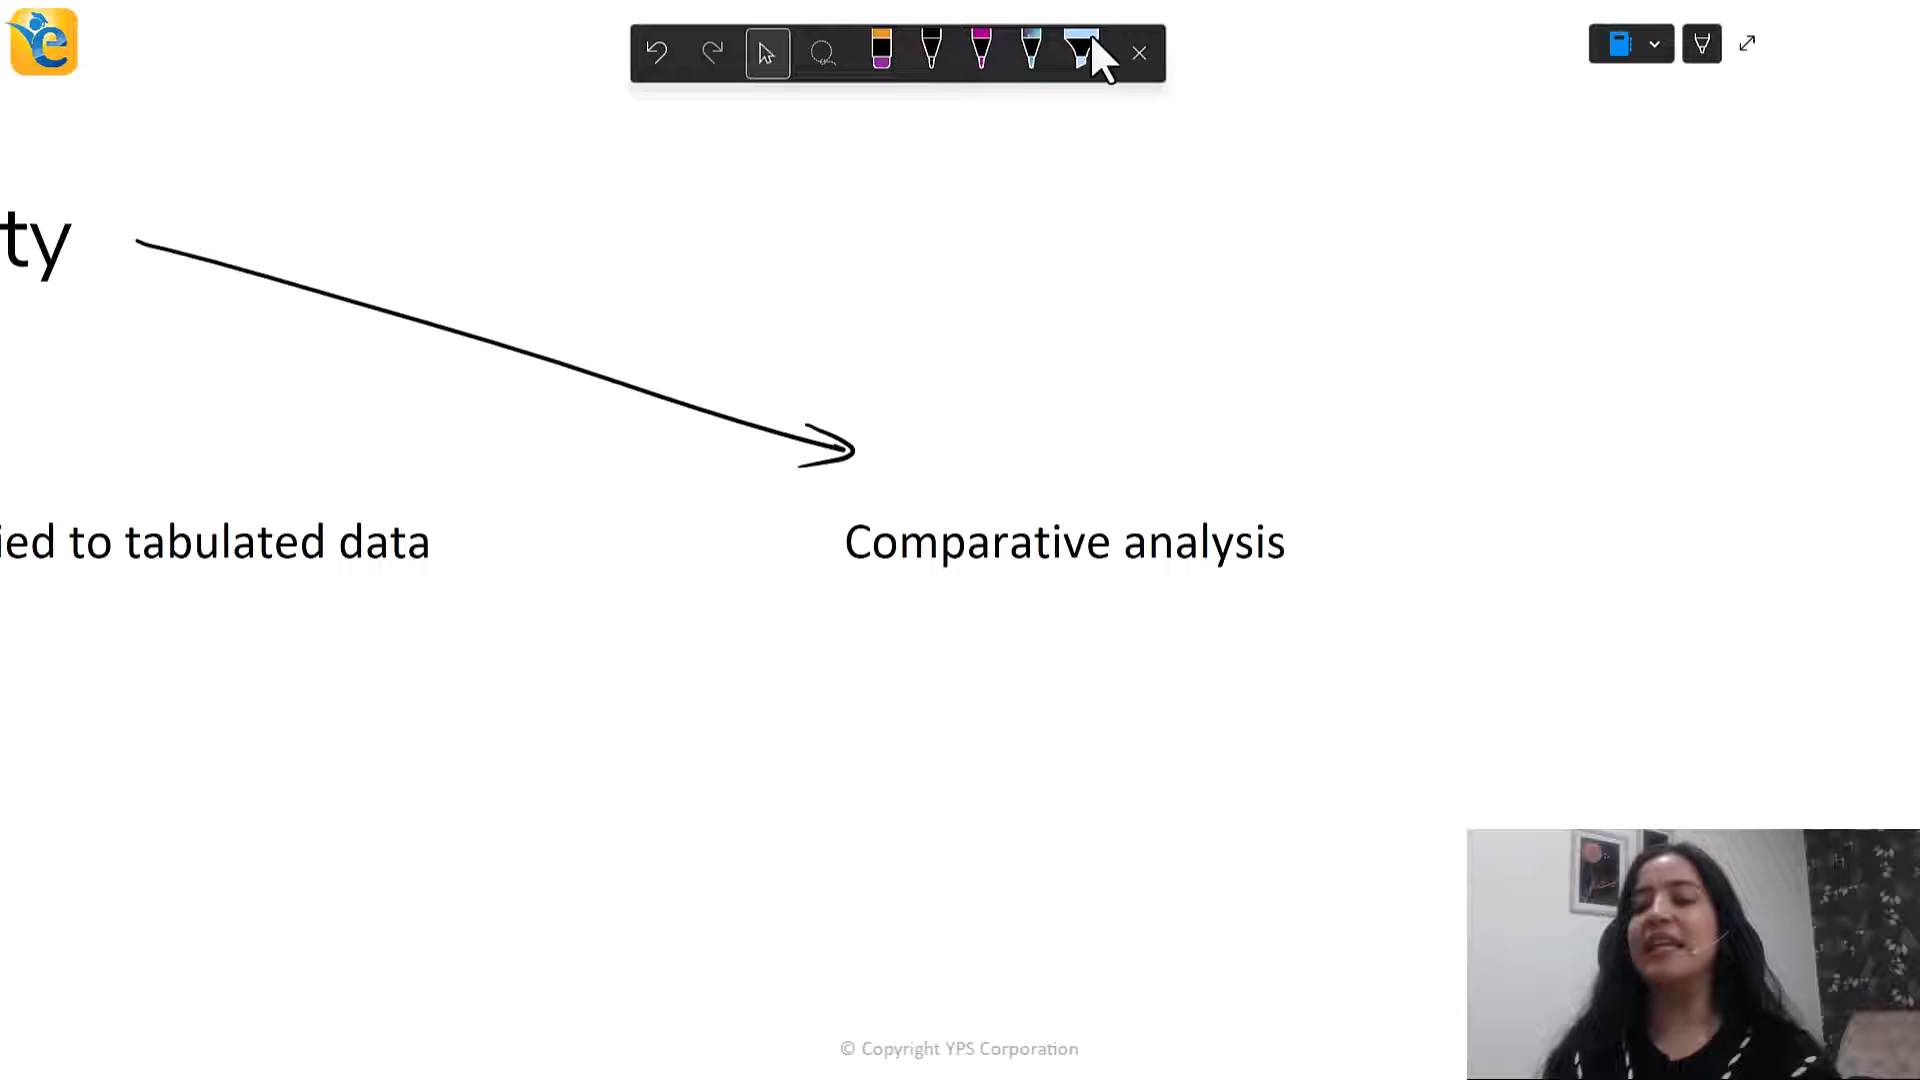 ty
ied to tabulated data
Comparative analysis
© Copyright YPS Corporation